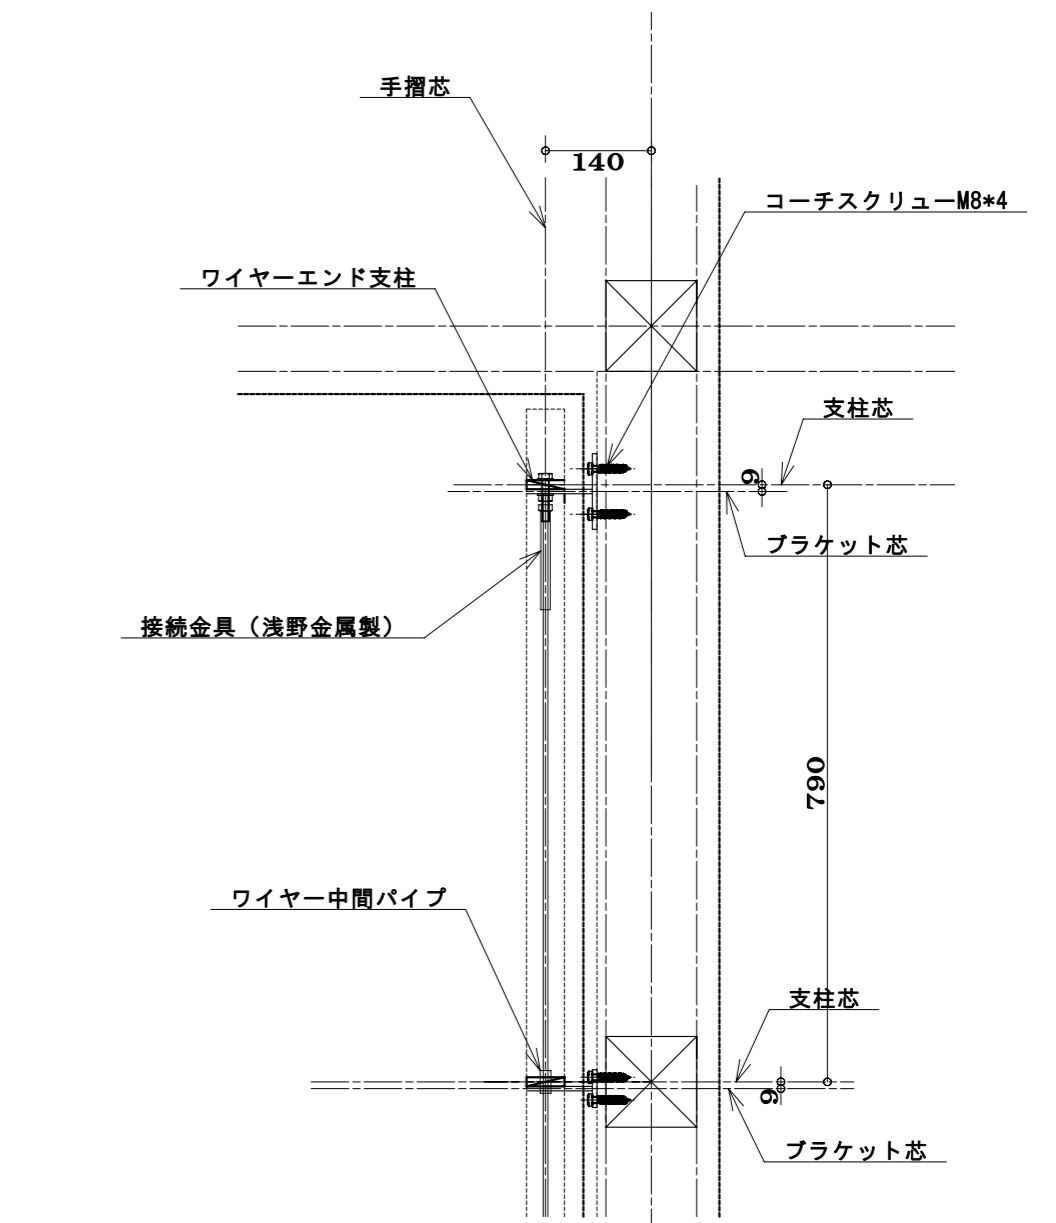 手摺芯
140
コーチスクリューM8*4
ワイヤーエンド支柱
支柱芯
9
ブラケット芯
接続金具（浅野金属製）
790
ワイヤー中間パイプ
支柱芯
9
ブラケット芯